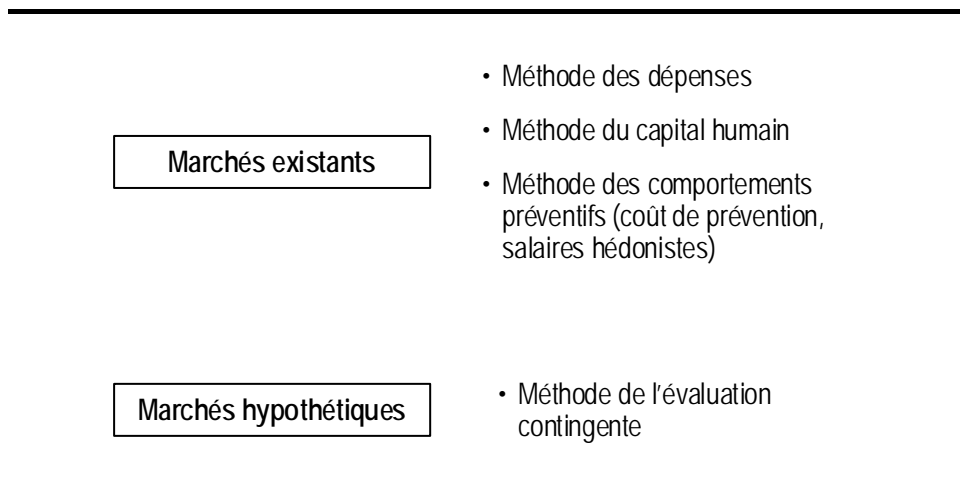 • Méthode des dépenses
• Méthode du capital humain
Marchés existants
• Méthode des comportements
préventifs (coût de prévention,
salaires hédonistes)
Marchés hypothétiques
• Méthode de l'évaluation
contingente